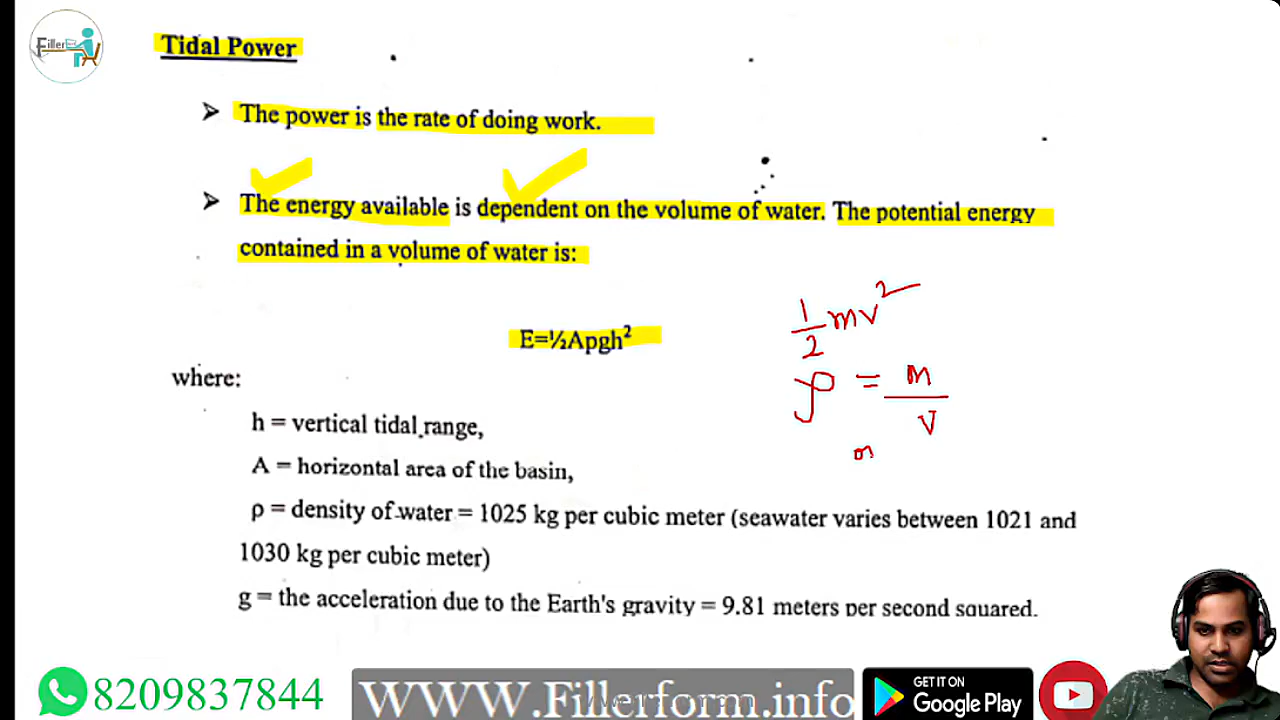 Filler
Tidal Power
➤ The power is the rate of doing work.
➤ The energy available is dependent on the volume of water. The potential energy
contained in a volume of water is:
E=½Apgh²
1/2 mv²
where:
ρ = m/V
h = vertical tidal range,
m
A = horizontal area of the basin,
ρ = density of water = 1025 kg per cubic meter (seawater varies between 1021 and
1030 kg per cubic meter)
g = the acceleration due to the Earth's gravity = 9.81 meters per second squared.
8209837844
WWW.Fillerform.info
GET IT ON
Google Play